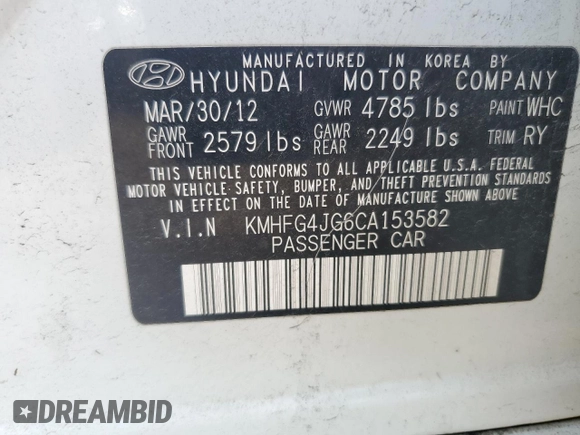 MANUFACTURED IN KOREA BY
HYUNDAI MOTOR COMPANY
MAR/30/12 GVWR 4785 lbs PAINT WHC
GAWR FRONT 2579 lbs GAWR REAR 2249 lbs TRIM RY
THIS VEHICLE CONFORMS TO ALL APPLICABLE U.S.A. FEDERAL
MOTOR VEHICLE SAFETY, BUMPER, AND THEFT PREVENTION STANDARDS
IN EFFECT ON THE DATE OF MANUFACTURE SHOWN ABOVE
V.I.N KMHFG4JG6CA153582
PASSENGER CAR
DREAMBID